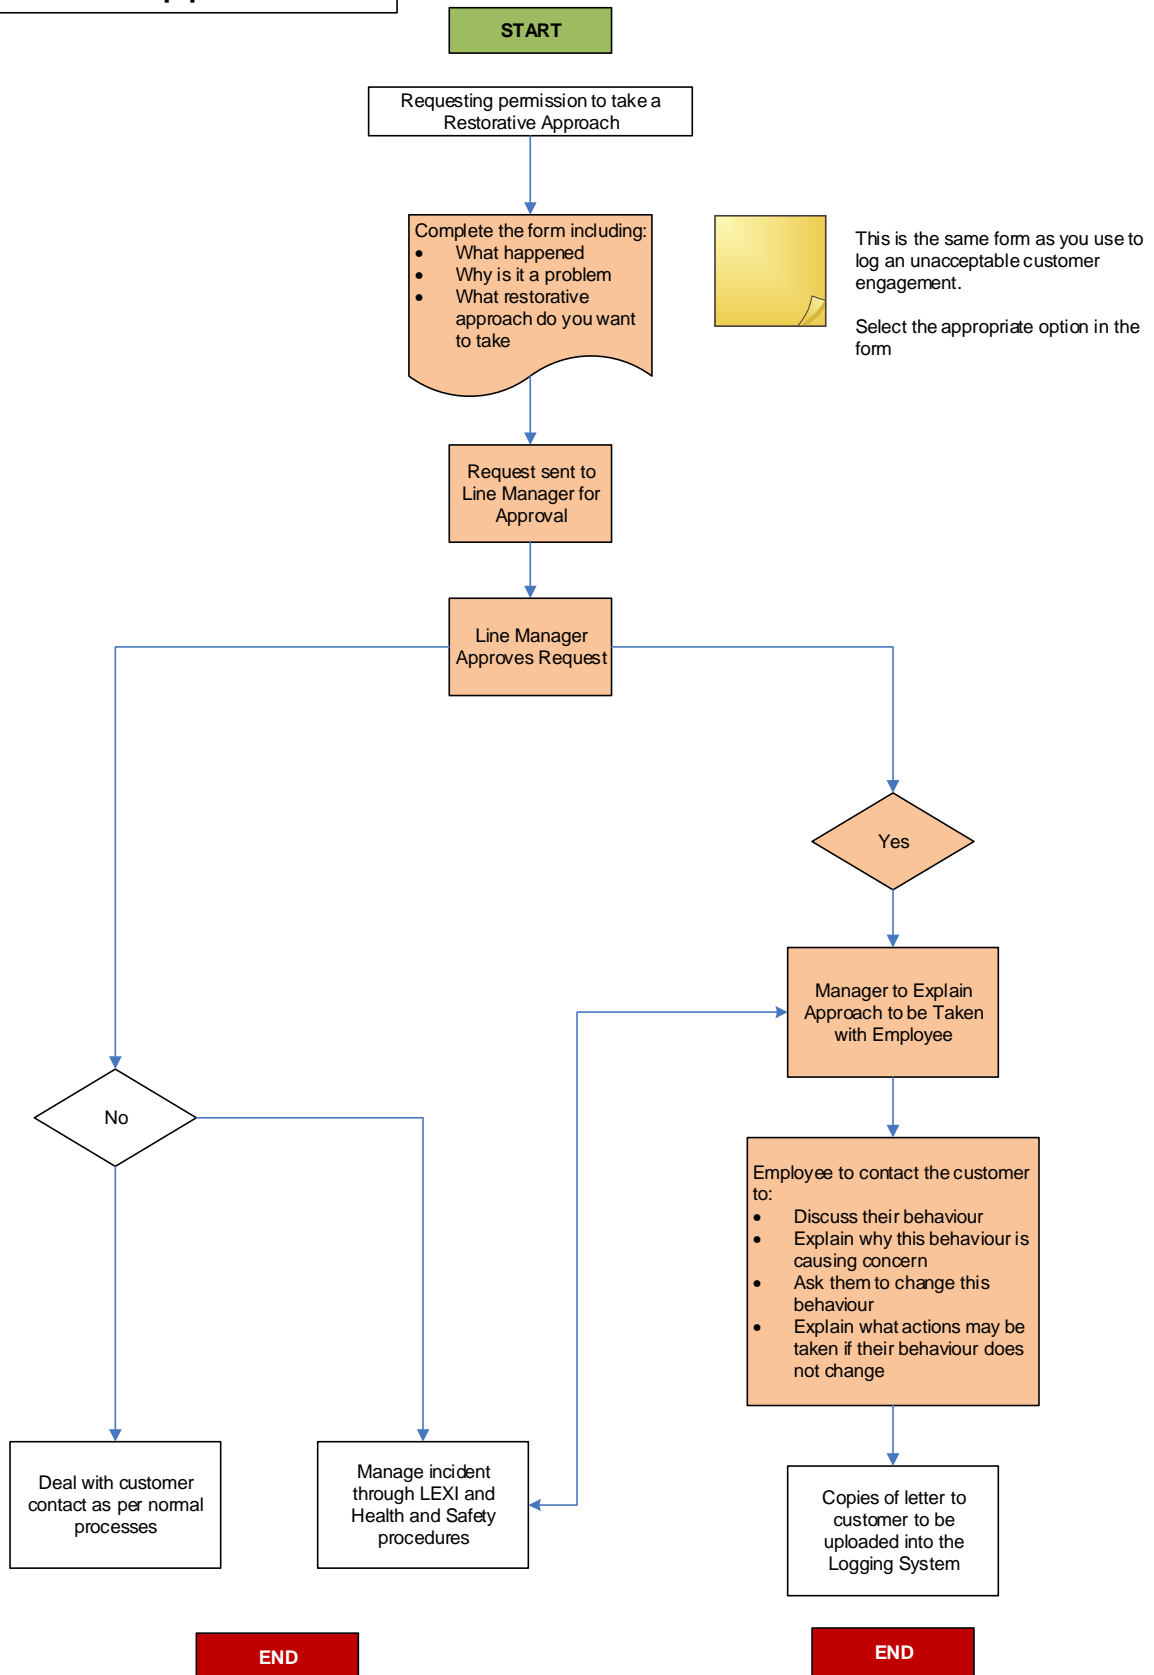 START
Requesting permission to take a
Restorative Approach
Complete the form including:
• What happened
• Why is it a problem
• What restorative
approach do you want
to take
This is the same form as you use to
log an unacceptable customer
engagement.
Select the appropriate option in the
form
Request sent to
Line Manager for
Approval
Line Manager
Approves Request
Yes
Manager to Explain
Approach to be Taken
with Employee
No
Employee to contact the customer
to:
• Discuss their behaviour
• Explain why this behaviour is
causing concern
• Ask them to change this
behaviour
• Explain what actions may be
taken if their behaviour does
not change
Deal with customer
contact as per normal
processes
Manage incident
through LEXI and
Health and Safety
procedures
Copies of letter to
customer to be
uploaded into the
Logging System
END
END